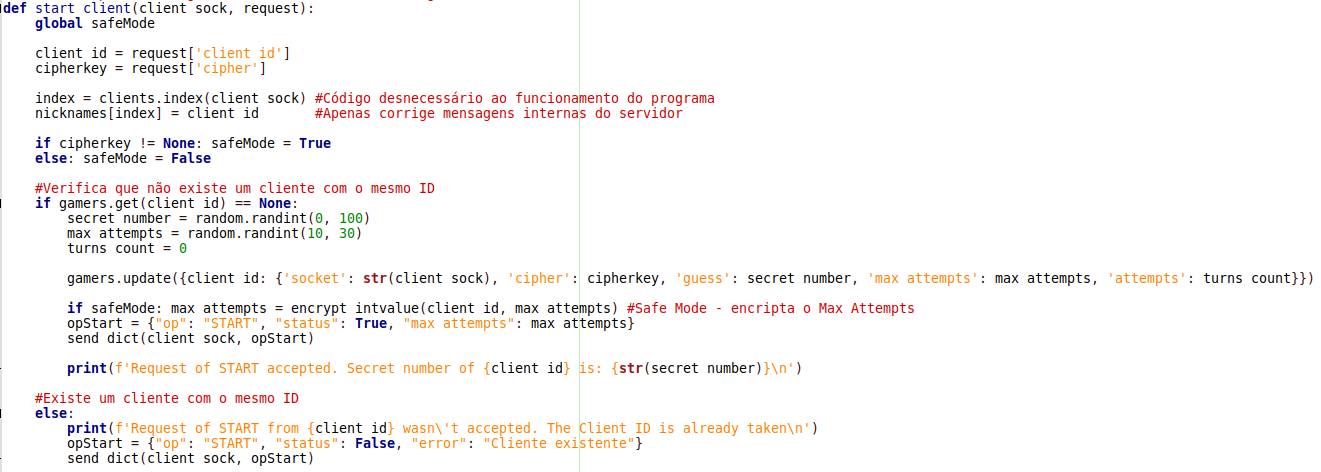 def start client(client sock, request):
    global safeMode

    client id = request['client id']
    cipherkey = request['cipher']

    index = clients.index(client sock) #Código desnecessário ao funcionamento do programa
    nicknames[index] = client id       #Apenas corrige mensagens internas do servidor

    if cipherkey != None: safeMode = True
    else: safeMode = False

    #Verifica que não existe um cliente com o mesmo ID
    if gamers.get(client id) == None:
        secret number = random.randint(0, 100)
        max attempts = random.randint(10, 30)
        turns count = 0

        gamers.update({client id: {'socket': str(client sock), 'cipher': cipherkey, 'guess': secret number, 'max attempts': max attempts, 'attempts': turns count}})

        if safeMode: max attempts = encrypt intvalue(client id, max attempts) #Safe Mode - encripta o Max Attempts
        opStart = {"op": "START", "status": True, "max attempts": max attempts}
        send dict(client sock, opStart)

        print(f'Request of START accepted. Secret number of {client id} is: {str(secret number)}\n')

    #Existe um cliente com o mesmo ID
    else:
        print(f'Request of START from {client id} wasn\'t accepted. The Client ID is already taken\n')
        opStart = {"op": "START", "status": False, "error": "Cliente existente"}
        send dict(client sock, opStart)